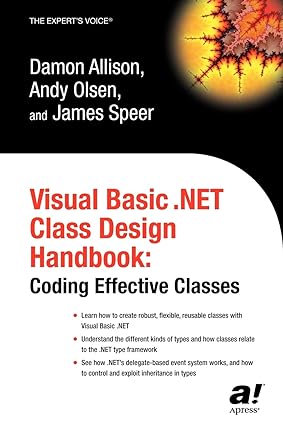 THE EXPERT'S VOICE®
Damon Allison,
Andy Olsen,
and James Speer
Visual Basic .NET
Class Design
Handbook:
Coding Effective Classes
• Learn how to create robust, flexible, reusable classes with
Visual Basic .NET
• Understand the different kinds of types and how classes relate
to the .NET type framework
• See how .NET's delegate-based event system works, and how
to control and exploit inheritance in types
a!
Apress®